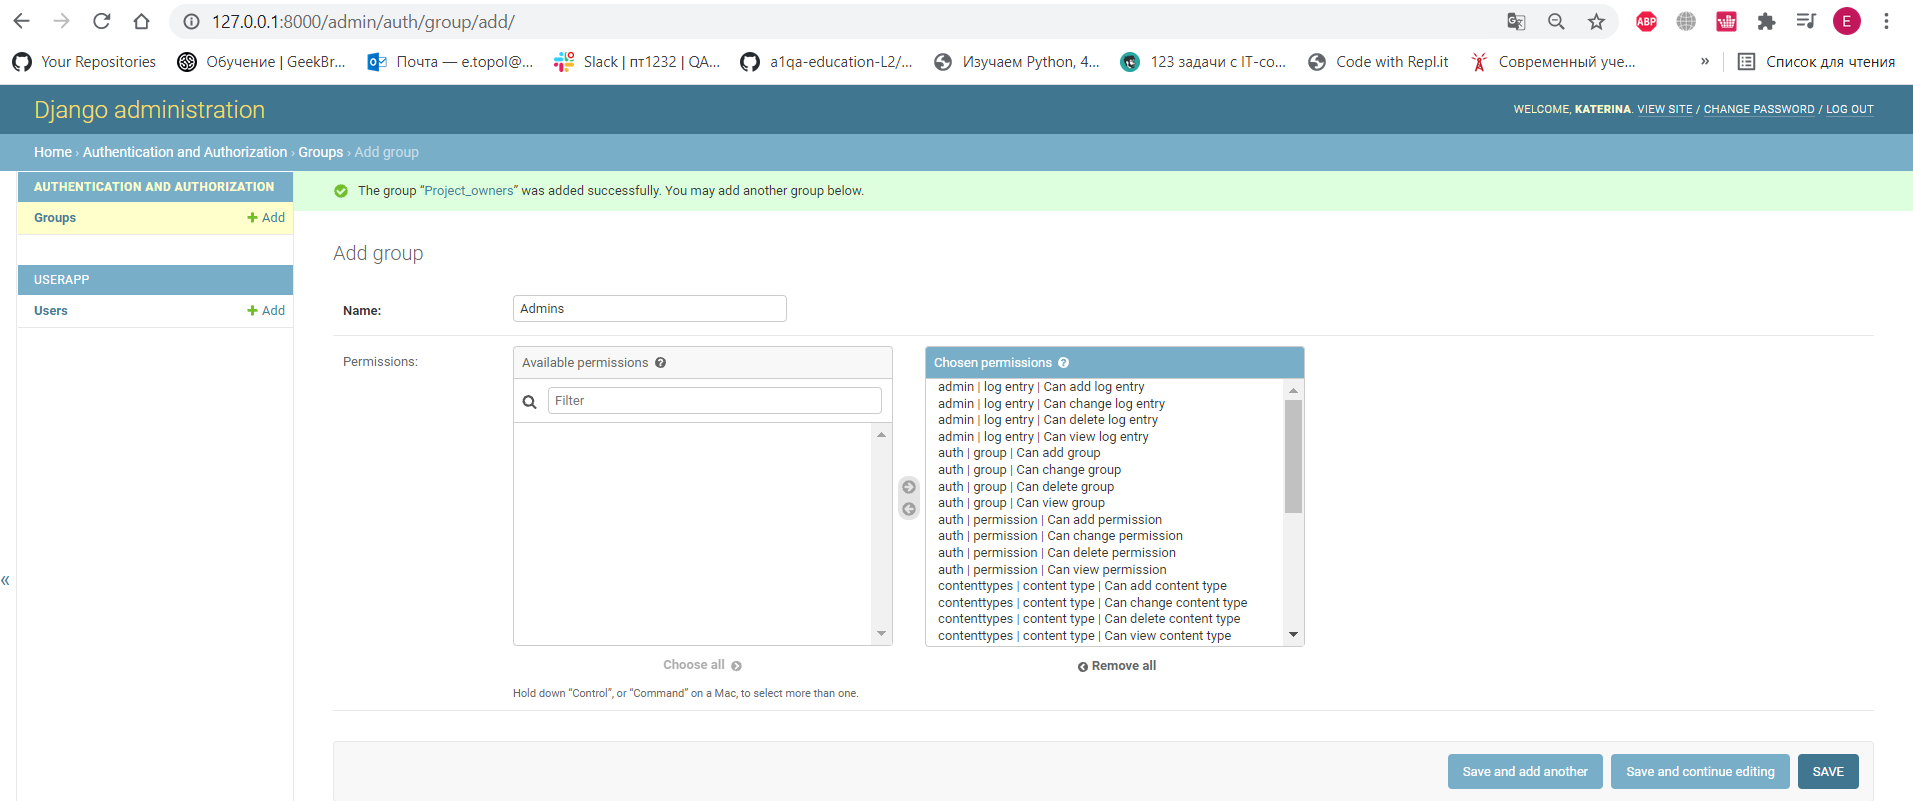 127.0.0.1:8000/admin/auth/group/add/
ABP
E
Your Repositories
Обучение | GeekBr...
Почта — e.topol@...
Slack | пт1232 | QA...
a1qa-education-L2/...
Изучаем Python, 4...
123 задачи с IT-со...
Code with Repl.it
Современный уче...
»
Список для чтения
Django administration
WELCOME, KATERINA. VIEW SITE / CHANGE PASSWORD / LOG OUT
Home › Authentication and Authorization › Groups › Add group
AUTHENTICATION AND AUTHORIZATION
Groups
+ Add
USERAPP
Users
+ Add
«
The group “Project_owners” was added successfully. You may add another group below.
Add group
Name:
Admins
Permissions:
Available permissions ?
Filter
Choose all
Hold down “Control”, or “Command” on a Mac, to select more than one.
Chosen permissions ?
admin | log entry | Can add log entry
admin | log entry | Can change log entry
admin | log entry | Can delete log entry
admin | log entry | Can view log entry
auth | group | Can add group
auth | group | Can change group
auth | group | Can delete group
auth | group | Can view group
auth | permission | Can add permission
auth | permission | Can change permission
auth | permission | Can delete permission
auth | permission | Can view permission
contenttypes | content type | Can add content type
contenttypes | content type | Can change content type
contenttypes | content type | Can delete content type
contenttypes | content type | Can view content type
Remove all
Save and add another
Save and continue editing
SAVE